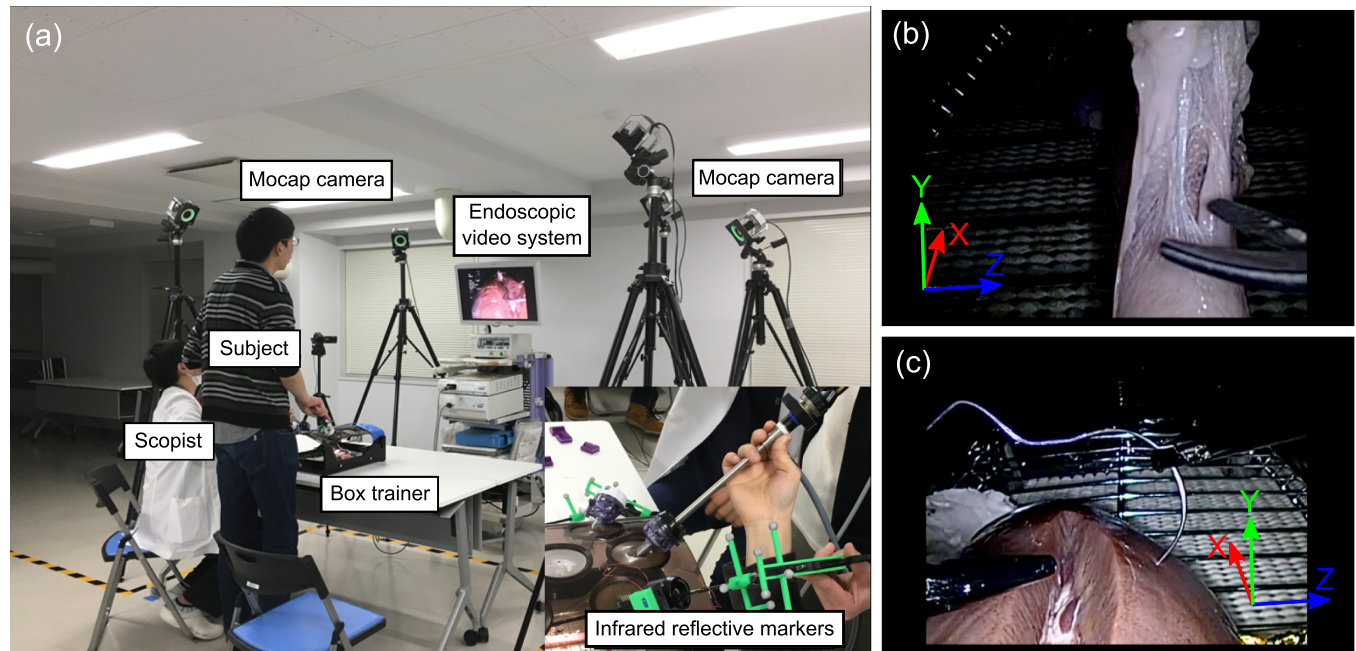 (a)
Mocap camera
Mocap camera
Endoscopic
video system
Subject
Scopist
Box trainer
Infrared reflective markers
(b)
Y
X
Z
(c)
Y
X
Z